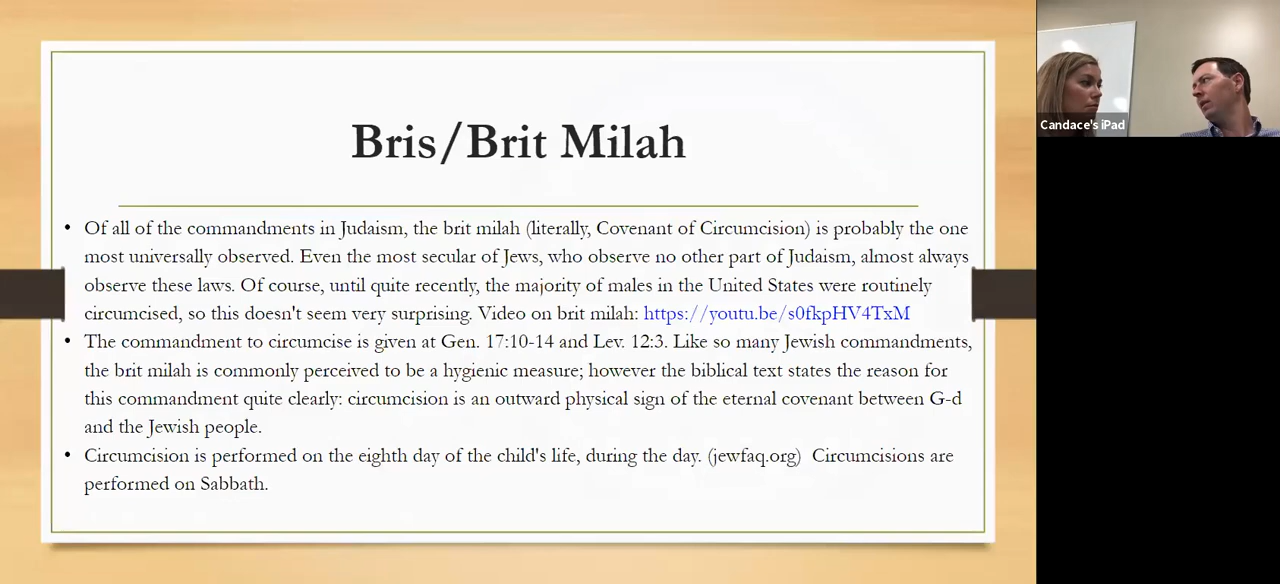 Bris/Brit Milah
• Of all of the commandments in Judaism, the brit milah (literally, Covenant of Circumcision) is probably the one
most universally observed. Even the most secular of Jews, who observe no other part of Judaism, almost always
observe these laws. Of course, until quite recently, the majority of males in the United States were routinely
circumcised, so this doesn't seem very surprising. Video on brit milah: https://youtu.be/s0fkpHV4TxM
• The commandment to circumcise is given at Gen. 17:10-14 and Lev. 12:3. Like so many Jewish commandments,
the brit milah is commonly perceived to be a hygienic measure; however the biblical text states the reason for
this commandment quite clearly: circumcision is an outward physical sign of the eternal covenant between G-d
and the Jewish people.
• Circumcision is performed on the eighth day of the child's life, during the day. (jewfaq.org)  Circumcisions are
performed on Sabbath.
Candace's iPad